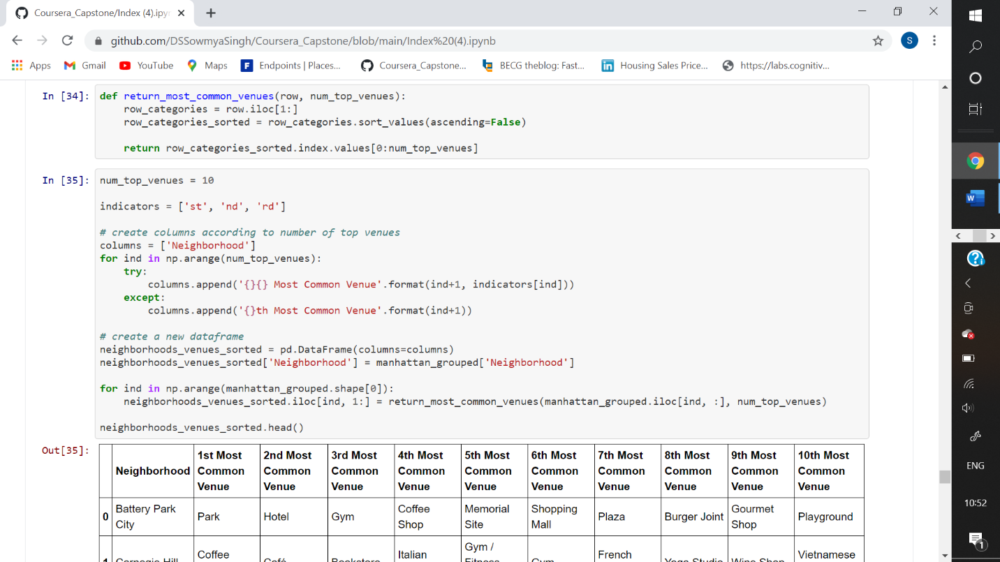 Coursera_Capstone/Index (4).ipyn
github.com/DSSowmyaSingh/Coursera_Capstone/blob/main/Index%20(4).ipynb
S
Apps Gmail YouTube Maps F Endpoints | Places... Coursera_Capstone... BECG theblog: Fast... in Housing Sales Price... https://labs.cognitiv...
In [34]: def return_most_common_venues(row, num_top_venues):
row_categories = row.iloc[1:]
row_categories_sorted = row_categories.sort_values(ascending=False)
return row_categories_sorted.index.values[0:num_top_venues]
In [35]: num_top_venues = 10
indicators = ['st', 'nd', 'rd']
# create columns according to number of top venues
columns = ['Neighborhood']
for ind in np.arange(num_top_venues):
try:
columns.append('{}{} Most Common Venue'.format(ind+1, indicators[ind]))
except:
columns.append('{}th Most Common Venue'.format(ind+1))
# create a new dataframe
neighborhoods_venues_sorted = pd.DataFrame(columns=columns)
neighborhoods_venues_sorted['Neighborhood'] = manhattan_grouped['Neighborhood']
for ind in np.arange(manhattan_grouped.shape[0]):
neighborhoods_venues_sorted.iloc[ind, 1:] = return_most_common_venues(manhattan_grouped.iloc[ind, :], num_top_venues)
neighborhoods_venues_sorted.head()
Out[35]:
Neighborhood 1st Most Common Venue 2nd Most Common Venue 3rd Most Common Venue 4th Most Common Venue 5th Most Common Venue 6th Most Common Venue 7th Most Common Venue 8th Most Common Venue 9th Most Common Venue 10th Most Common Venue
0 Battery Park City Park Hotel Gym Coffee Shop Memorial Site Shopping Mall Plaza Burger Joint Gourmet Shop Playground
1 Carnegie Hill Coffee Café Bookstore Italian Gym / Fitness Gym French Yoga Studio Wine Shop Vietnamese
W
ENG
10:52
1